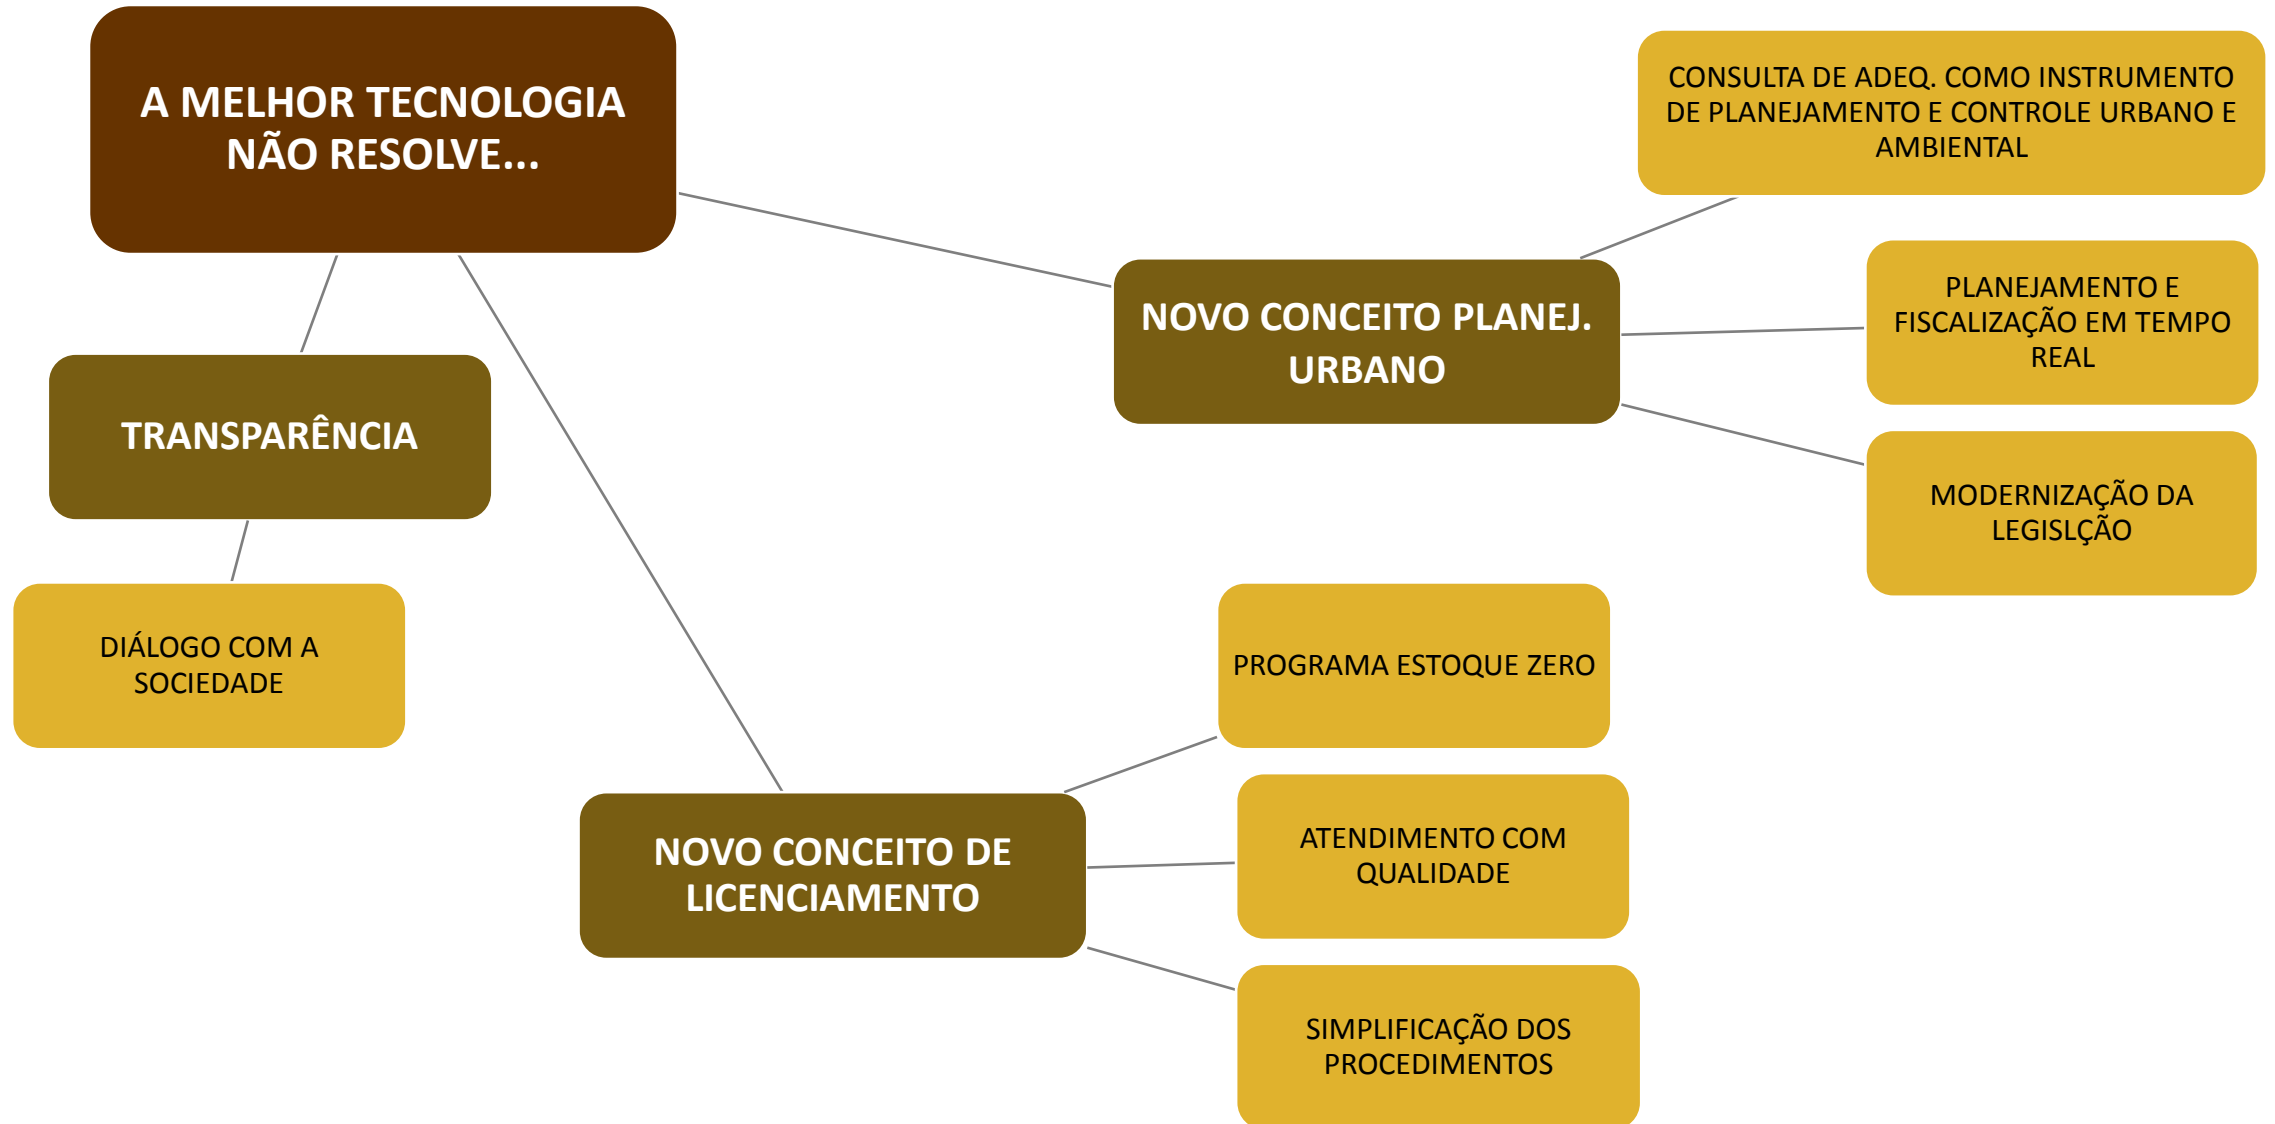 A MELHOR TECNOLOGIA
NÃO RESOLVE...
TRANSPARÊNCIA
DIÁLOGO COM A
SOCIEDADE
NOVO CONCEITO PLANEJ.
URBANO
CONSULTA DE ADEQ. COMO INSTRUMENTO
DE PLANEJAMENTO E CONTROLE URBANO E
AMBIENTAL
PLANEJAMENTO E
FISCALIZAÇÃO EM TEMPO
REAL
MODERNIZAÇÃO DA
LEGISLÇÃO
NOVO CONCEITO DE
LICENCIAMENTO
PROGRAMA ESTOQUE ZERO
ATENDIMENTO COM
QUALIDADE
SIMPLIFICAÇÃO DOS
PROCEDIMENTOS